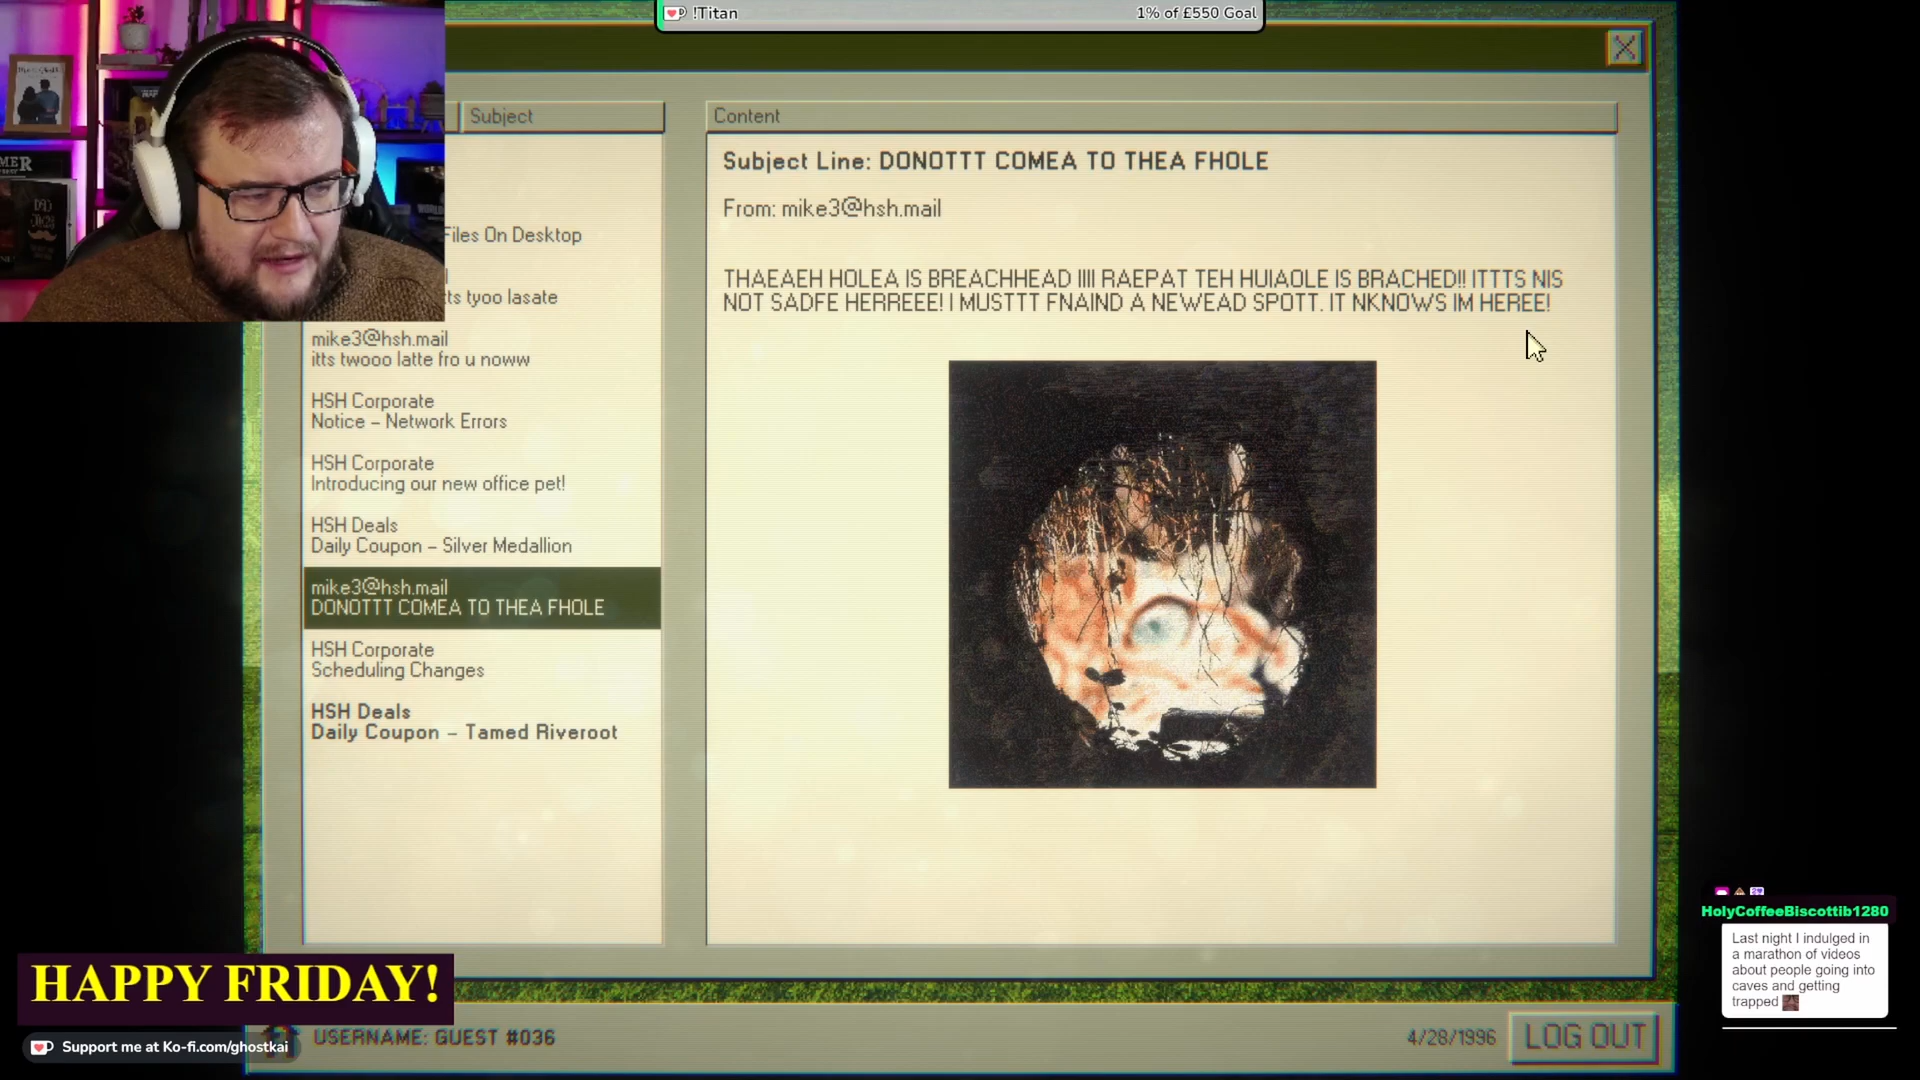 !Titan
1% of £550 Goal
Subject
Content
Subject Line: DONOTTT COMEA TO THEA FHOLE
From: mike3@hsh.mail
THAEAEH HOLEA IS BREACHHEAD IIII RAEPAT TEH HUIAOLE IS BRACHED!! ITTTS NIS
NOT SADFE HERREEE! I MUSTTT FNAIND A NEWEAD SPOTT. IT NKNOWS IM HEREE!
Files On Desktop
ts tyoo lasate
mike3@hsh.mail
itts twooo latte fro u noww
HSH Corporate
Notice – Network Errors
HSH Corporate
Introducing our new office pet!
HSH Deals
Daily Coupon – Silver Medallion
mike3@hsh.mail
DONOTTT COMEA TO THEA FHOLE
HSH Corporate
Scheduling Changes
HSH Deals
Daily Coupon – Tamed Riveroot
HolyCoffeeBiscottib1280
Last night I indulged in
a marathon of videos
about people going into
caves and getting
trapped
HAPPY FRIDAY!
Support me at Ko-fi.com/ghostkai
USERNAME: GUEST #036
4/28/1996
LOG OUT